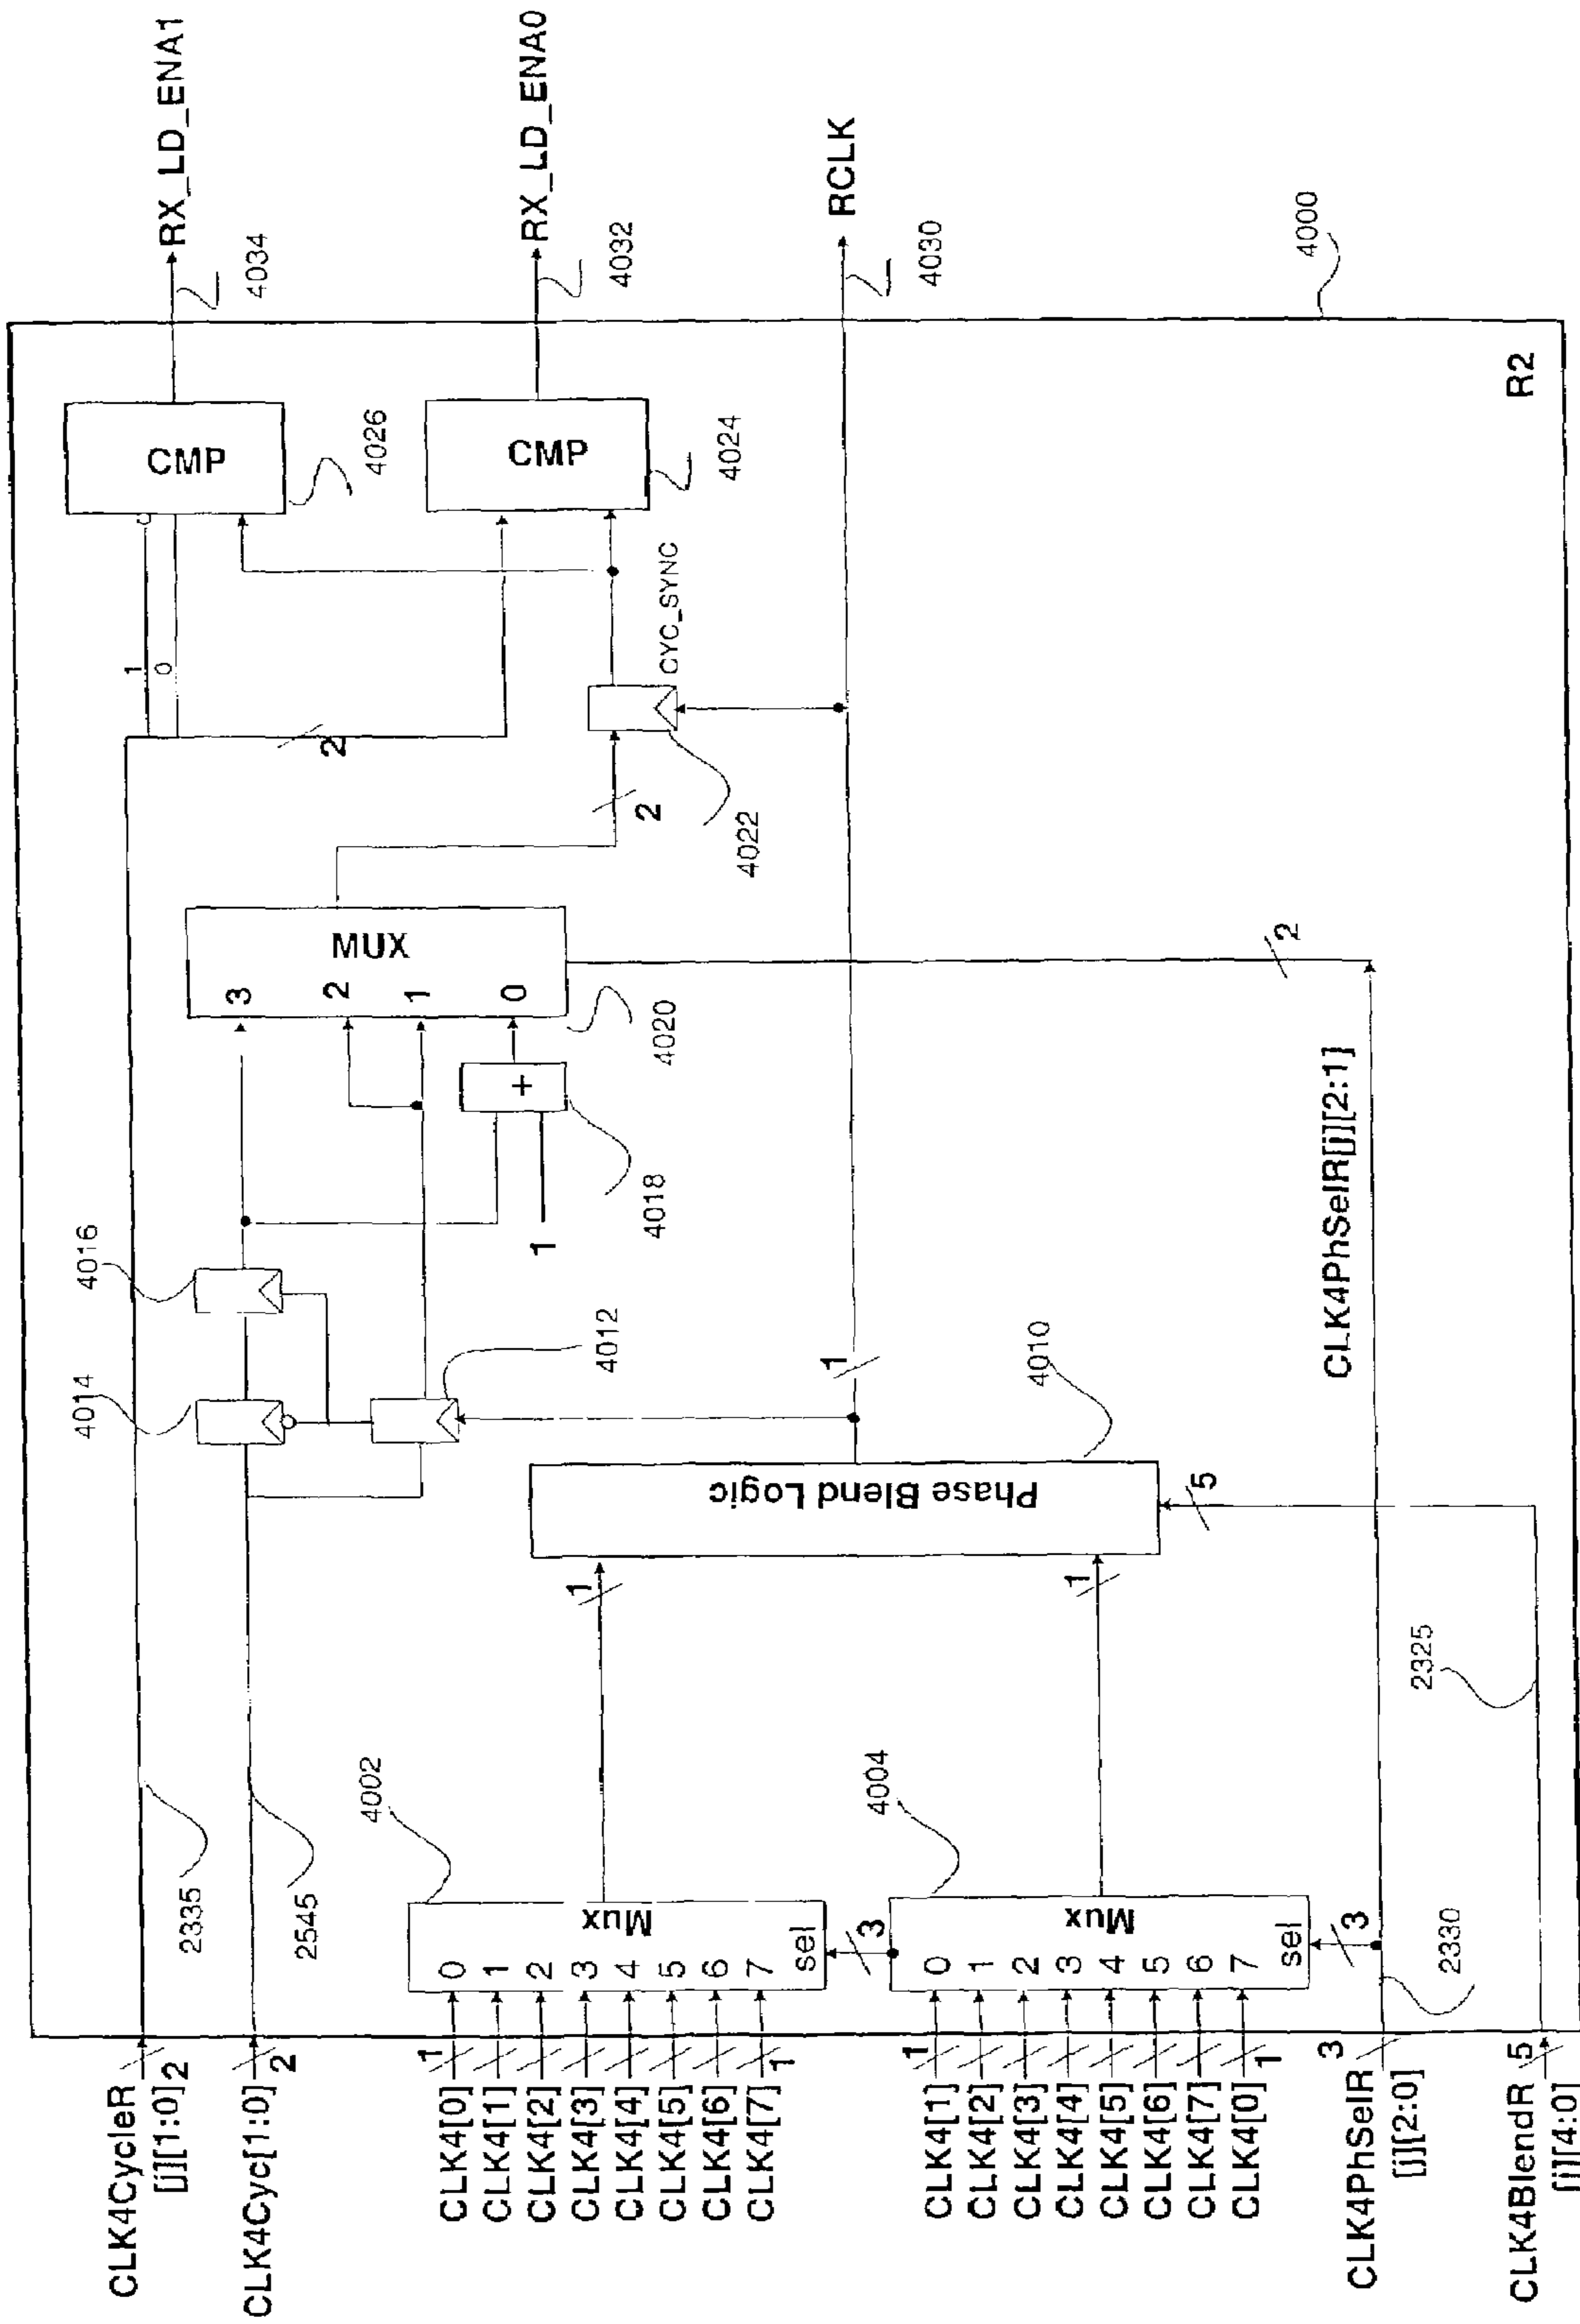 CLK4CycleR
[j][1:0]
2
CLK4Cyc[1:0]
2
2335
2545
4014
4016
1
0
2
CMP
4026
4034
RX_LD_ENA1
CMP
4024
4032
RX_LD_ENA0
3
2
1
0
MUX
4020
+
4018
1
2
4022
CYC_SYNC
4012
CLK4[0]
CLK4[1]
CLK4[2]
CLK4[3]
CLK4[4]
CLK4[5]
CLK4[6]
CLK4[7]
1
1
0
1
2
3
4
5
6
7
Mux
sel
4002
3
1
CLK4[1]
CLK4[2]
CLK4[3]
CLK4[4]
CLK4[5]
CLK4[6]
CLK4[7]
CLK4[0]
1
1
0
1
2
3
4
5
6
7
Mux
sel
4004
3
1
Phase Blend Logic
4010
5
1
RCLK
4030
CLK4PhSelR
[j][2:0]
3
2330
CLK4PhSelR[j][2:1]
2
CLK4BlendR
[j][4:0]
5
2325
R2
4000